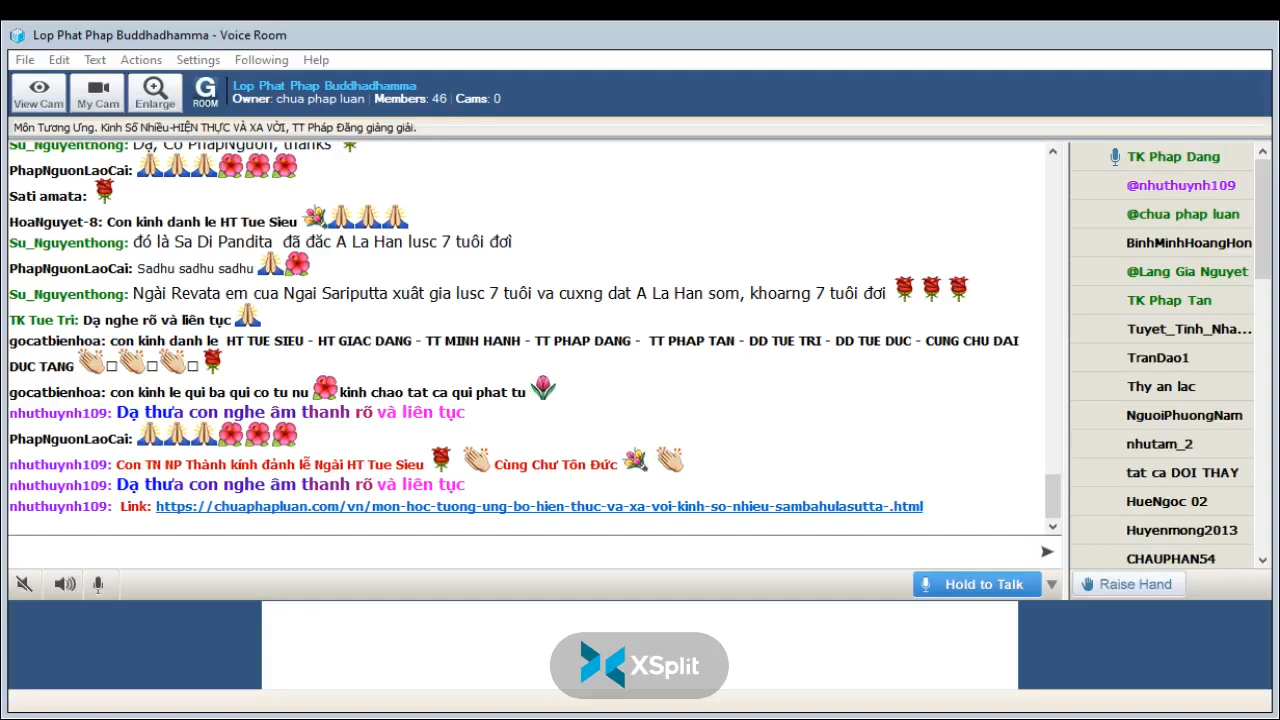 Lop Phat Phap Buddhadhamma - Voice Room
File Edit Text Actions Settings Following Help
View Cam My Cam Enlarge G ROOM
Lop Phat Phap Buddhadhamma
Owner: chua phap luan | Members: 46 | Cams: 0
Môn Tương Ưng. Kinh Số Nhiều-HIỆN THỰC VÀ XA VỜI, TT Pháp Đăng giảng giải.
Su_Nguyenthong: Dạ, Cô PhapNguon, thanks
PhapNguonLaoCai:
Sati amata:
HoaNguyet-8: Con kinh danh le HT Tue Sieu
Su_Nguyenthong: đó là Sa Di Pandita đã đắc A La Han lusc 7 tuôi đơì
PhapNguonLaoCai: Sadhu sadhu sadhu
Su_Nguyenthong: Ngài Revata em cua Ngai Sariputta xuât gia lusc 7 tuôi va cuxng dat A La Han som, khoarng 7 tuôi đơi
TK Tue Tri: Dạ nghe rõ và liên tục
gocatbienhoa: con kinh danh le HT TUE SIEU - HT GIAC DANG - TT MINH HANH - TT PHAP DANG - TT PHAP TAN - DD TUE TRI - DD TUE DUC - CUNG CHU DAI
DUC TANG
gocatbienhoa: con kinh le qui ba qui co tu nu kinh chao tat ca qui phat tu
nhuthuynh109: Dạ thưa con nghe âm thanh rõ và liên tục
PhapNguonLaoCai:
nhuthuynh109: Con TN NP Thành kính đảnh lễ Ngài HT Tue Sieu Cùng Chư Tôn Đức
nhuthuynh109: Dạ thưa con nghe âm thanh rõ và liên tục
nhuthuynh109: Link: https://chuaphapluan.com/vn/mon-hoc-tuong-ung-bo-hien-thuc-va-xa-voi-kinh-so-nhieu-sambahulasutta-.html
TK Phap Dang
@nhuthuynh109
@chua phap luan
BinhMinhHoangHon
@Lang Gia Nguyet
TK Phap Tan
Tuyet_Tinh_Nha...
TranDao1
Thy an lac
NguoiPhuongNam
nhutam_2
tat ca DOI THAY
HueNgoc 02
Huyenmong2013
CHAUPHAN54
Hold to Talk
Raise Hand
XSplit